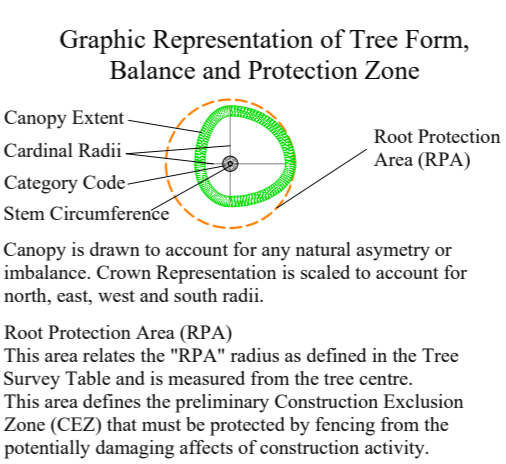 Graphic Representation of Tree Form,
Balance and Protection Zone
Canopy Extent
Cardinal Radii
Category Code
Stem Circumference
Root Protection
Area (RPA)
Canopy is drawn to account for any natural asymetry or
imbalance. Crown Representation is scaled to account for
north, east, west and south radii.
Root Protection Area (RPA)
This area relates the "RPA" radius as defined in the Tree
Survey Table and is measured from the tree centre.
This area defines the preliminary Construction Exclusion
Zone (CEZ) that must be protected by fencing from the
potentially damaging affects of construction activity.